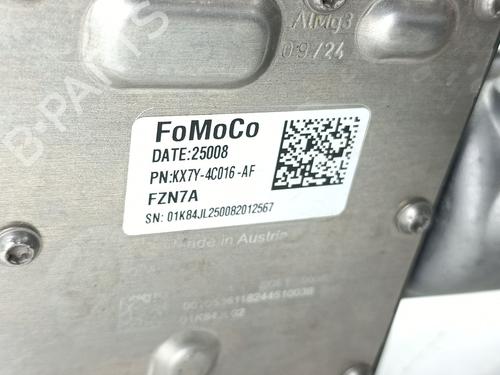 AlMg3
09/24
FoMoCo
DATE:25008
PN:KX7Y-4C016-AF
FZN7A
SN: 01K84JL250082012567
Made in Austria
B-PARTS